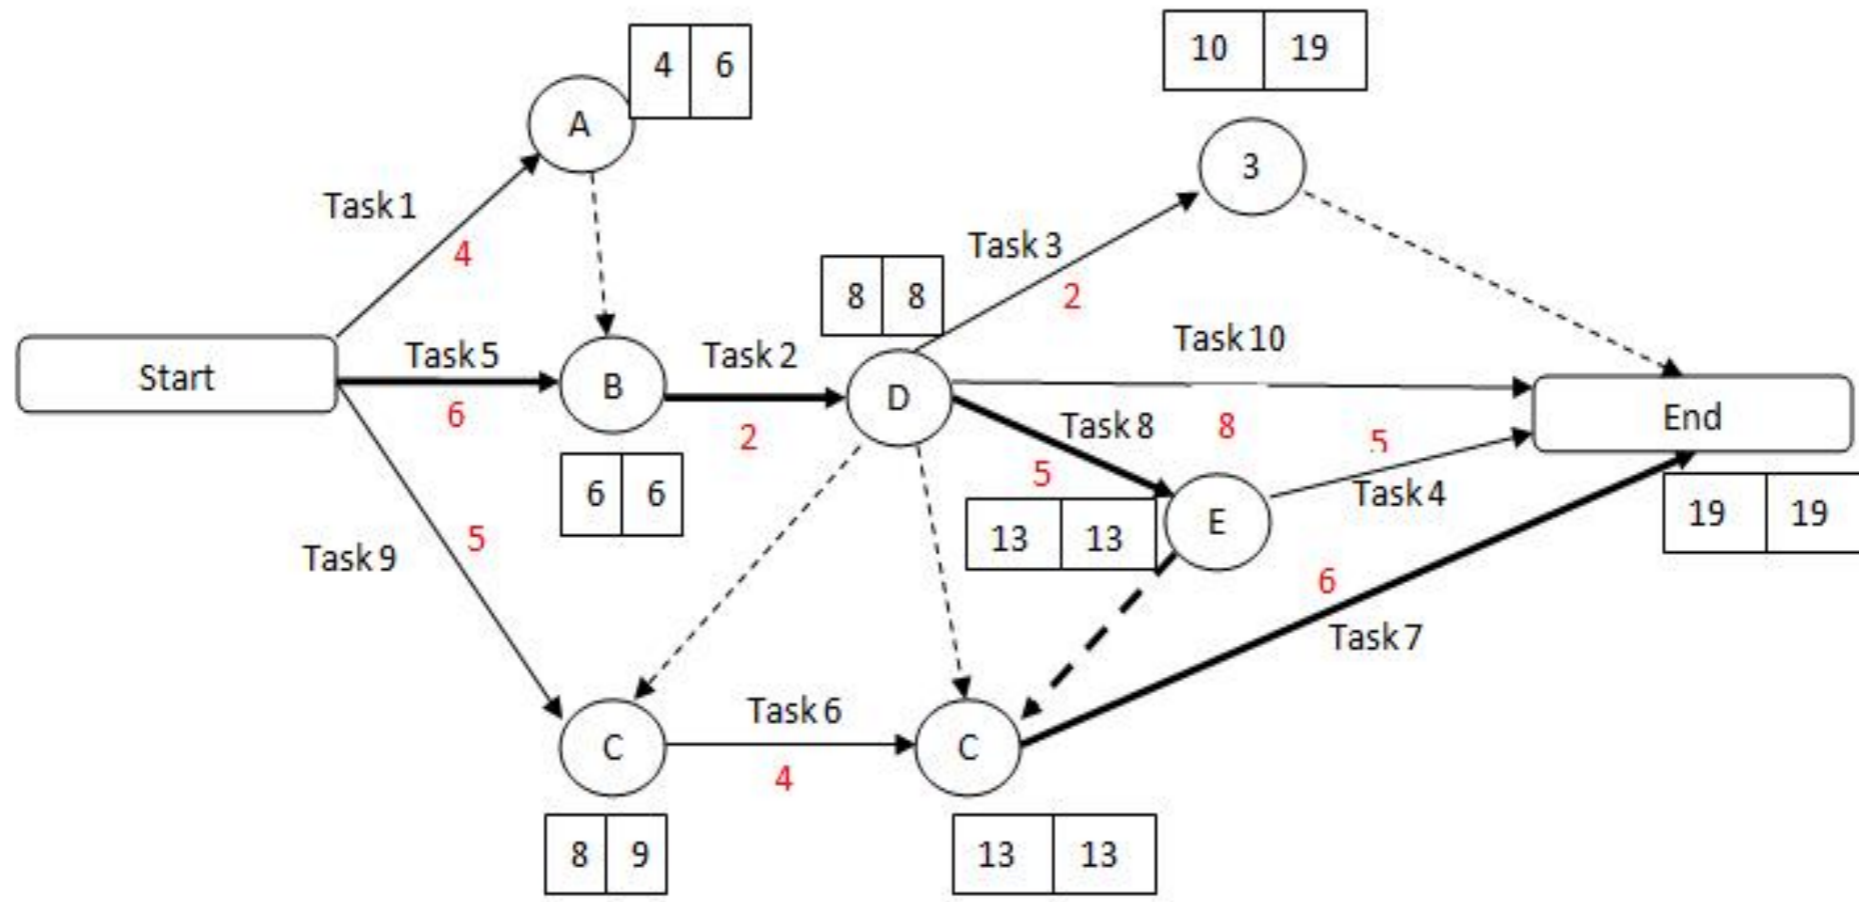 4 6
10 19
A
3
Task 1
4
Task 3
2
8 8
Task 10
Start
Task 5
6
B
Task 2
2
D
Task 8
8
5
End
5
Task 4
6 6
13 13
E
19 19
Task 9
5
6
Task 7
C
Task 6
4
C
8 9
13 13